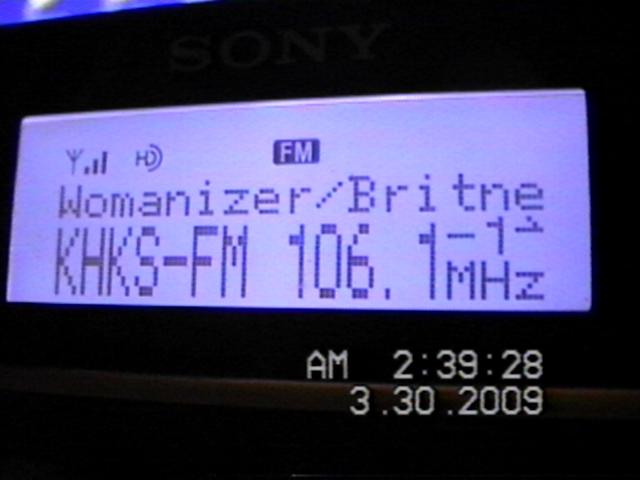 SONY
HD FM
Womanizer/Britne
KHKS-FM 106.1-1 MHz
AM 2:39:28
3.30.2009